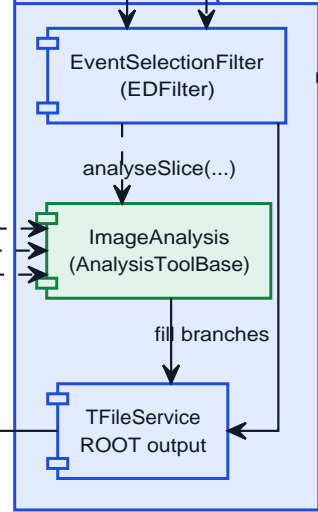 EventSelectionFilter
(EDFilter)
analyseSlice(...)
ImageAnalysis
(AnalysisToolBase)
fill branches
TFileService
ROOT output